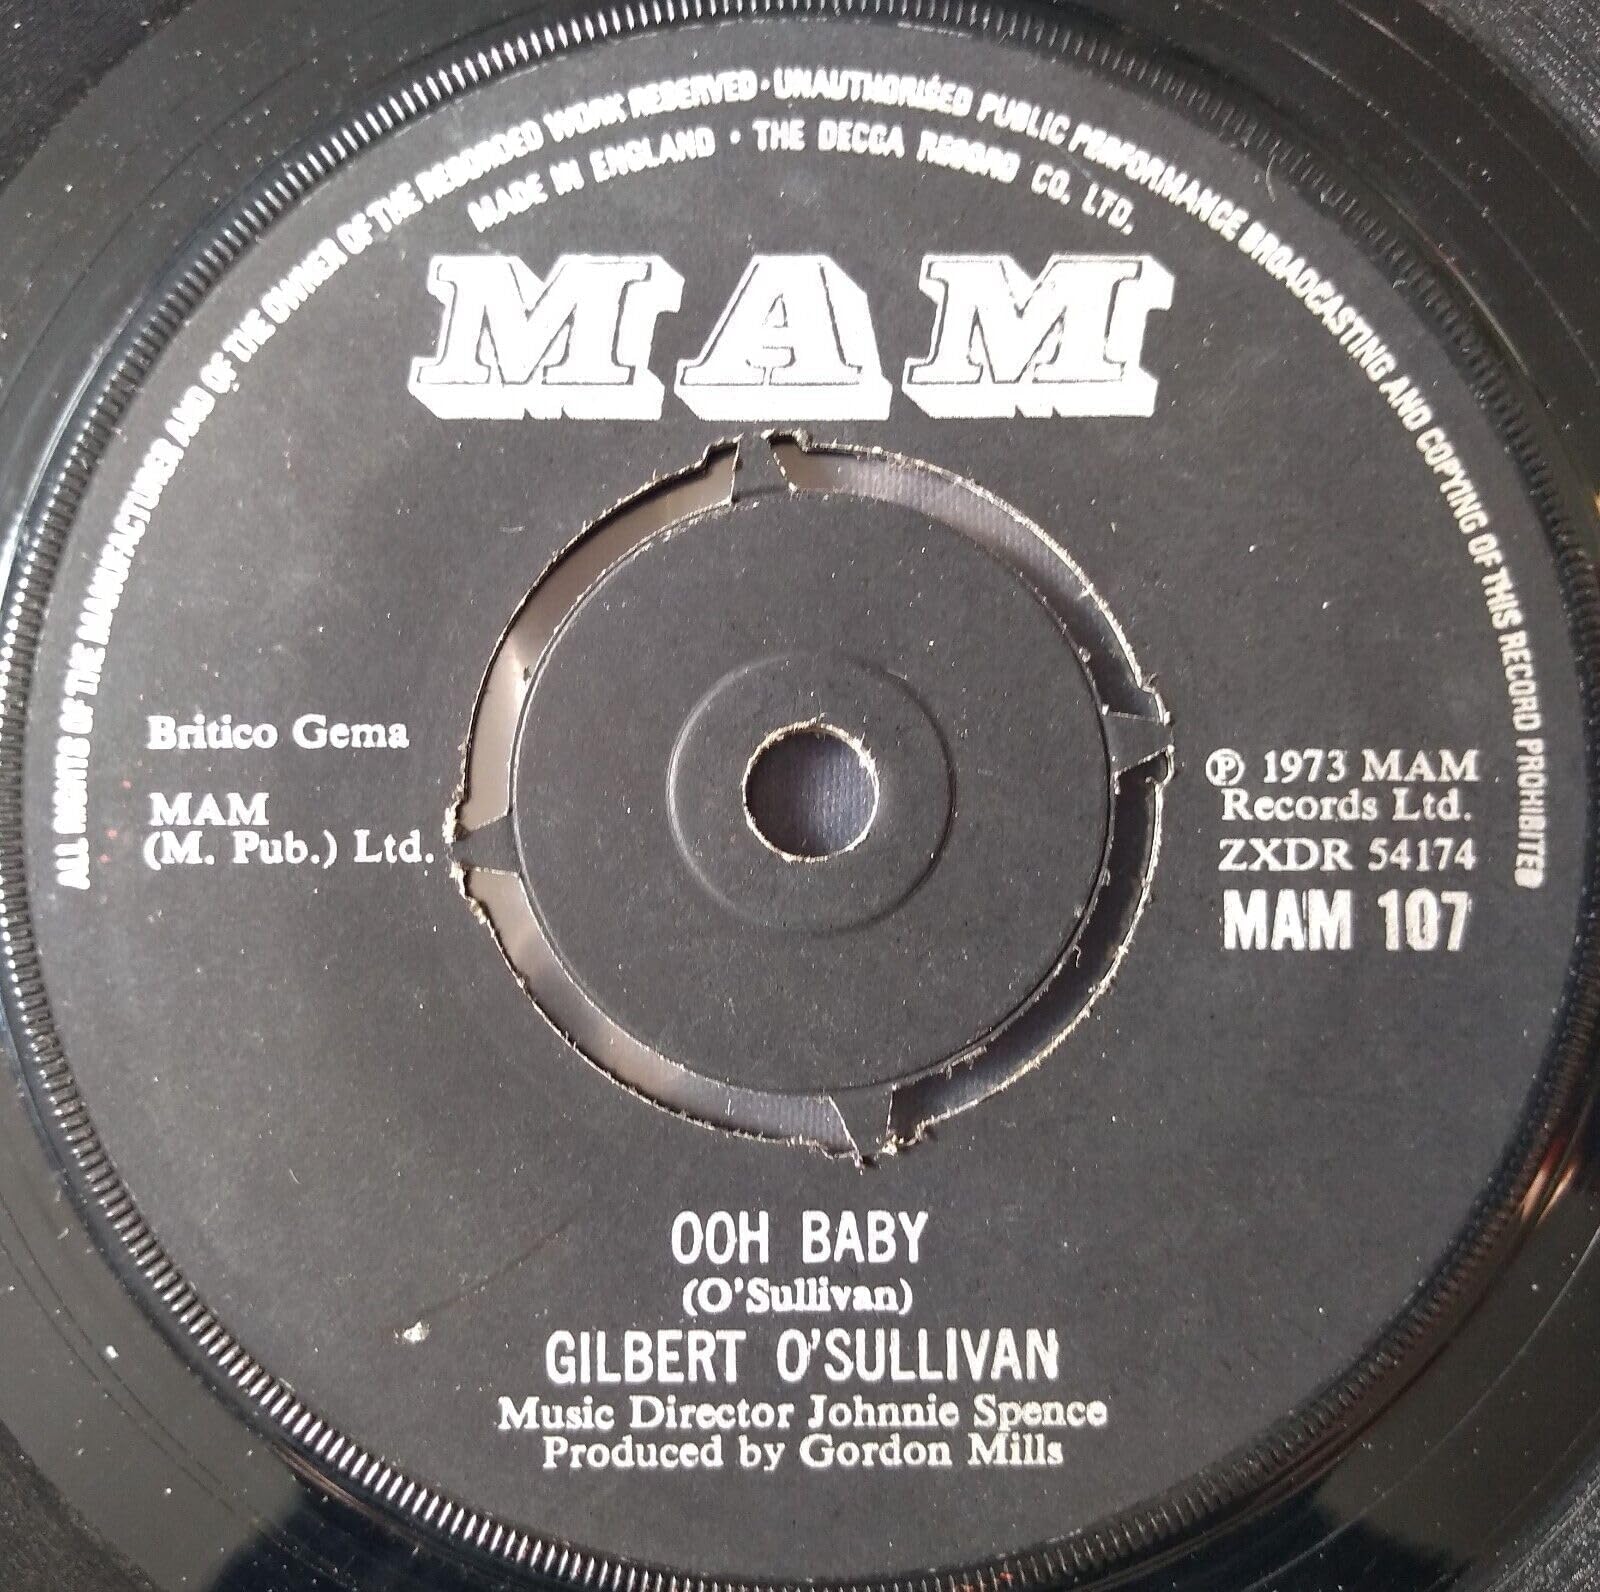 ALL RIGHTS OF THE MANUFACTURER AND OF THE OWNER OF THE RECORDED WORK RESERVED · UNAUTHORISED PUBLIC PERFORMANCE BROADCASTING AND COPYING OF THIS RECORD PROHIBITED
MADE IN ENGLAND · THE DECCA RECORD CO. LTD.
MAM
Britico Gema
MAM
(M. Pub.) Ltd.
Ⓟ 1973 MAM
Records Ltd.
ZXDR 54174
MAM 107
OOH BABY
(O'Sullivan)
GILBERT O'SULLIVAN
Music Director Johnnie Spence
Produced by Gordon Mills